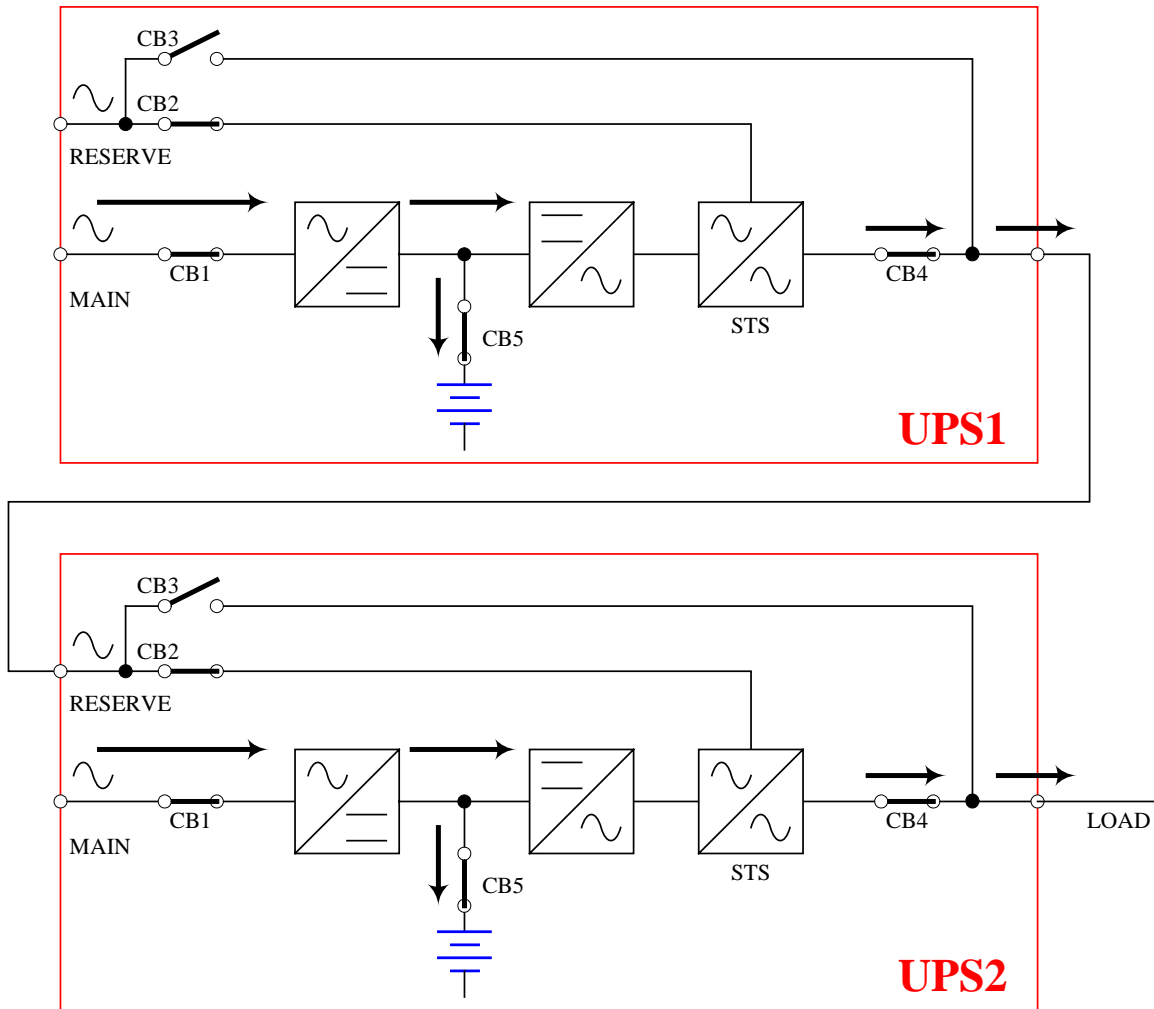 CB3
CB2
RESERVE
CB1
MAIN
CB5
STS
CB4
UPS1
CB3
CB2
RESERVE
CB1
MAIN
CB5
STS
CB4
LOAD
UPS2